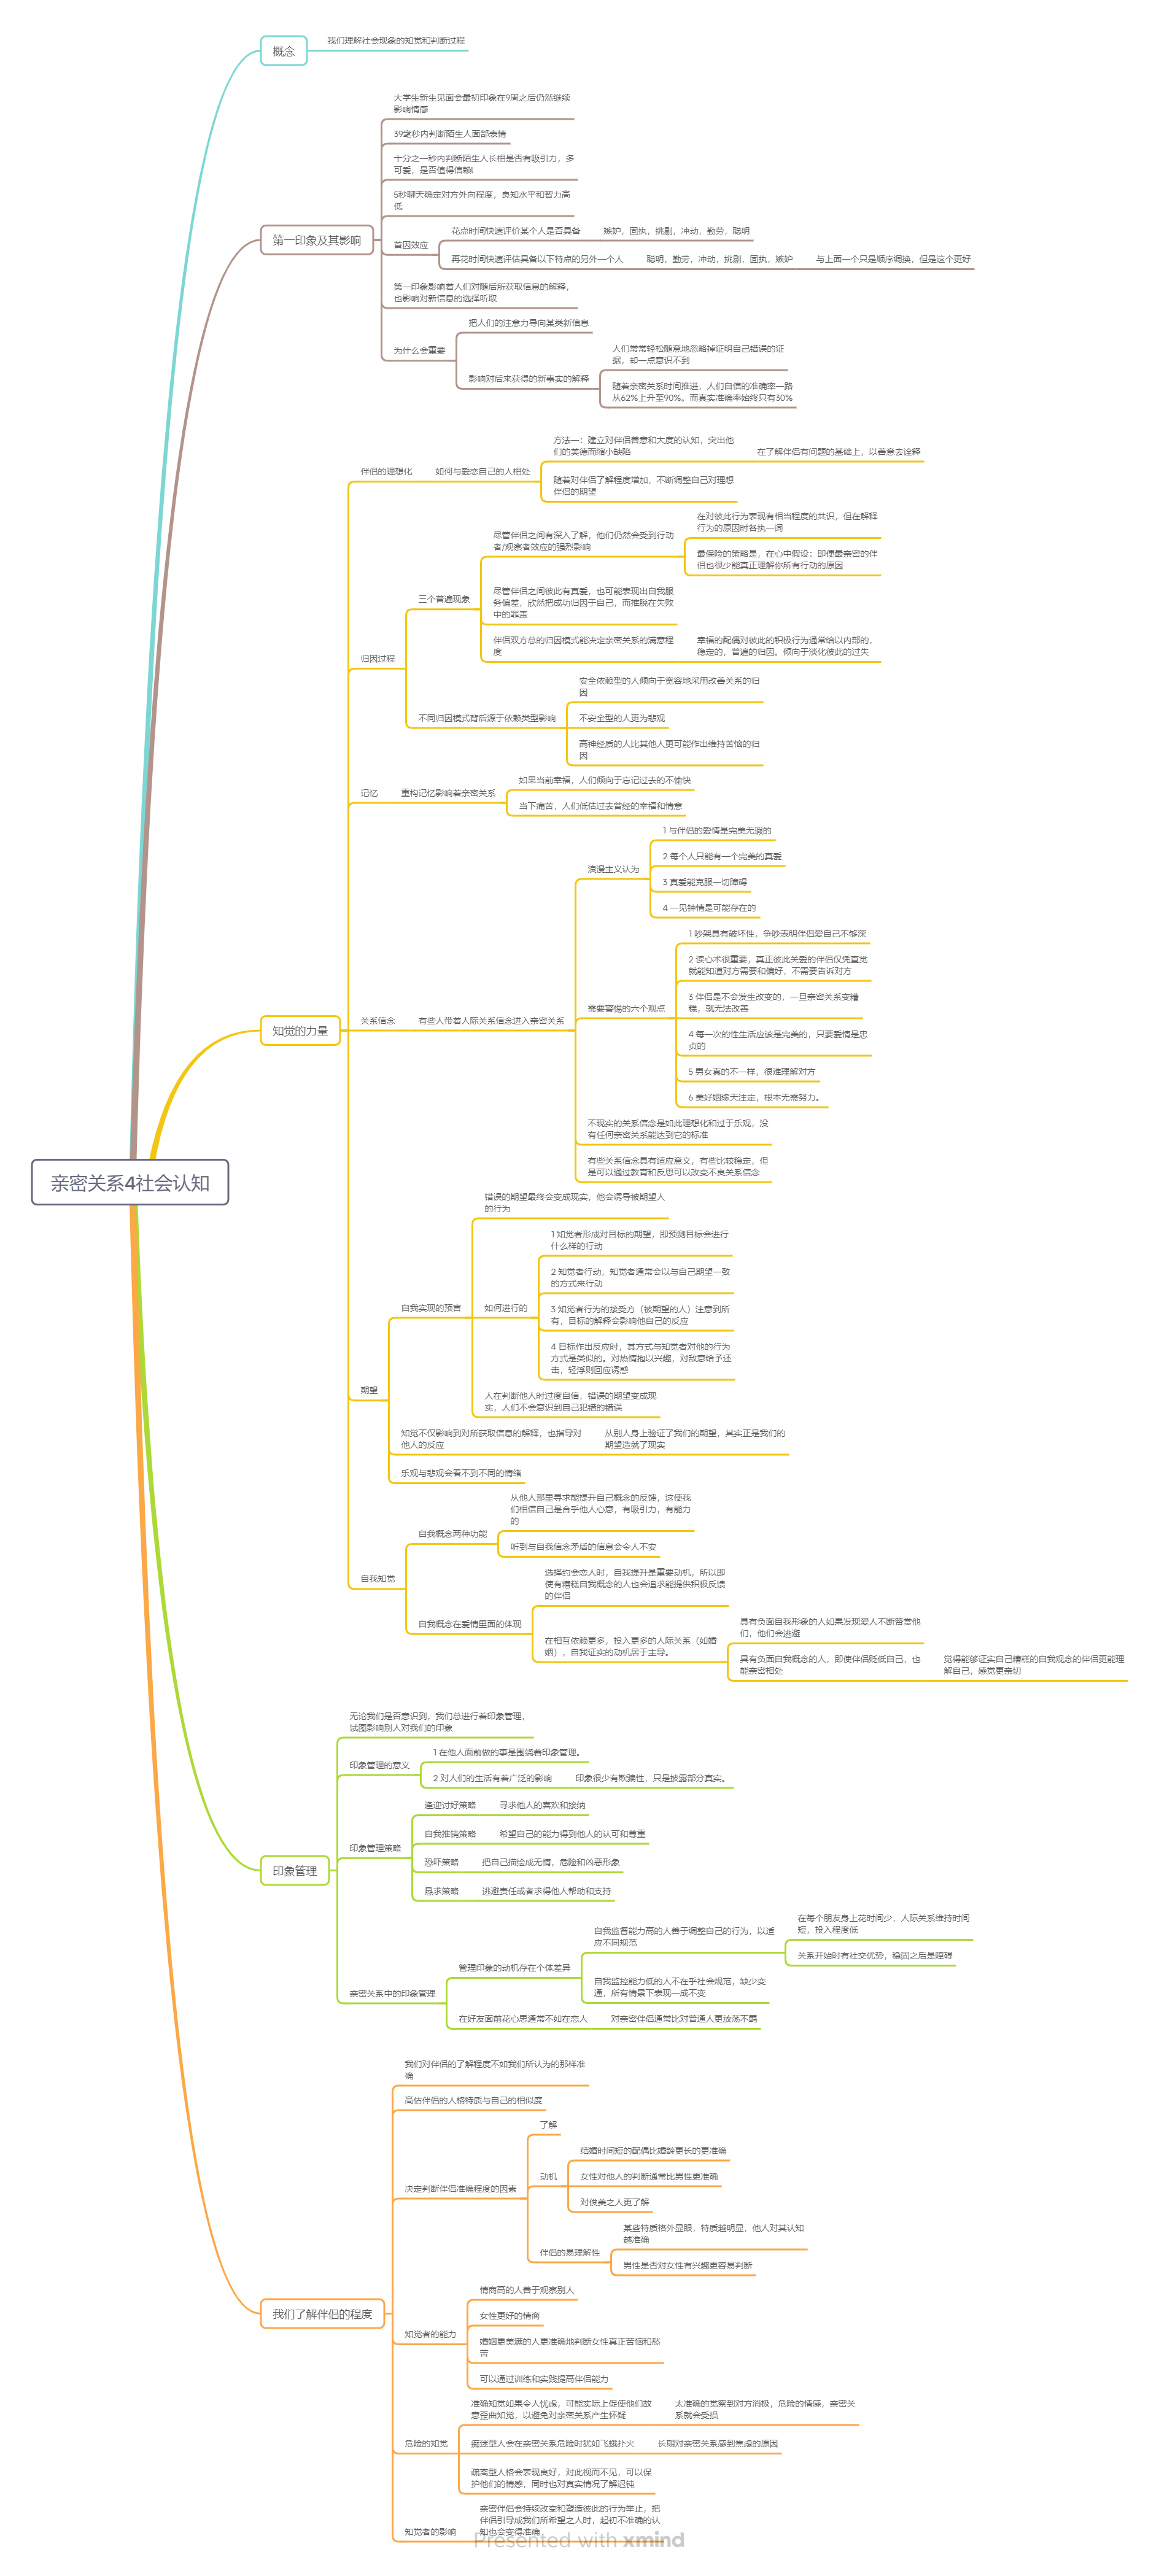 概念
我们理解社会现象的知觉和判断过程
大学生新生见面会最初印象在9周之后仍然继续
影响情感
39毫秒内判断陌生人面部表情
十分之一秒内判断陌生人长相是否有吸引力，多
可爱，是否值得信赖i
5秒聊天确定对方外向程度，良知水平和智力高
低
第一印象及其影响
首因效应
花点时间快速评价某个人是否具备
嫉妒，固执，挑剔，冲动，勤劳，聪明
再花时间快速评估具备以下特点的另外一个人
聪明，勤劳，冲动，挑剔，固执，嫉妒
与上面一个只是顺序调换，但是这个更好
第一印象影响着人们对随后所获取信息的解释，
也影响对新信息的选择听取
为什么会重要
把人们的注意力导向某类新信息
影响对后来获得的新事实的解释
人们常常轻松随意地忽略掉证明自己错误的证
据，却一点意识不到
随着亲密关系时间推进，人们自信的准确率一路
从62%上升至90%。而真实准确率始终只有30%
伴侣的理想化
如何与爱恋自己的人相处
方法一：建立对伴侣善意和大度的认知，突出他
们的美德而缩小缺陷
在了解伴侣有问题的基础上，以善意去诠释
随着对伴侣了解程度增加，不断调整自己对理想
伴侣的期望
归因过程
三个普遍现象
尽管伴侣之间有深入了解，他们仍然会受到行动
者/观察者效应的强烈影响
在对彼此行为表现有相当程度的共识，但在解释
行为的原因时各执一词
最保险的策略是，在心中假设：即便最亲密的伴
侣也很少能真正理解你所有行动的原因
尽管伴侣之间彼此有真爱，也可能表现出自我服
务偏差，欣然把成功归因于自己，而推脱在失败
中的罪责
伴侣双方总的归因模式能决定亲密关系的满意程
度
幸福的配偶对彼此的积极行为通常给以内部的，
稳定的，普遍的归因。倾向于淡化彼此的过失
不同归因模式背后源于依赖类型影响
安全依赖型的人倾向于宽容地采用改善关系的归
因
不安全型的人更为悲观
高神经质的人比其他人更可能作出维持苦恼的归
因
记忆
重构记忆影响着亲密关系
如果当前幸福，人们倾向于忘记过去的不愉快
当下痛苦，人们低估过去曾经的幸福和情意
知觉的力量
关系信念
有些人带着人际关系信念进入亲密关系
浪漫主义认为
1 与伴侣的爱情是完美无瑕的
2 每个人只能有一个完美的真爱
3 真爱能克服一切障碍
4 一见钟情是可能存在的
需要警惕的六个观点
1 吵架具有破坏性，争吵表明伴侣爱自己不够深
2 读心术很重要，真正彼此关爱的伴侣仅凭直觉
就能知道对方需要和偏好，不需要告诉对方
3 伴侣是不会发生改变的，一旦亲密关系变糟
糕，就无法改善
4 每一次的性生活应该是完美的，只要爱情是忠
贞的
5 男女真的不一样，很难理解对方
6 美好姻缘天注定，根本无需努力。
不现实的关系信念是如此理想化和过于乐观，没
有任何亲密关系能达到它的标准
有些关系信念具有适应意义，有些比较稳定，但
是可以通过教育和反思可以改变不良关系信念
亲密关系4社会认知
期望
自我实现的预言
错误的期望最终会变成现实，他会诱导被期望人
的行为
如何进行的
1 知觉者形成对目标的期望，即预测目标会进行
什么样的行动
2 知觉者行动，知觉者通常会以与自己期望一致
的方式来行动
3 知觉者行为的接受方（被期望的人）注意到所
有，目标的解释会影响他自己的反应
4 目标作出反应时，其方式与知觉者对他的行为
方式是类似的。对热情抱以兴趣，对敌意给予还
击，轻浮则回应诱惑
人在判断他人时过度自信，错误的期望变成现
实，人们不会意识到自己犯错的错误
知觉不仅影响到对所获取信息的解释，也指导对
他人的反应
从别人身上验证了我们的期望，其实正是我们的
期望造就了现实
乐观与悲观会看不到不同的情绪
自我知觉
自我概念两种功能
从他人那里寻求能提升自己概念的反馈，这使我
们相信自己是合乎他人心意，有吸引力，有能力
的
听到与自我信念矛盾的信息会令人不安
自我概念在爱情里面的体现
选择约会恋人时，自我提升是重要动机，所以即
使有糟糕自我概念的人也会追求能提供积极反馈
的伴侣
在相互依赖更多，投入更多的人际关系（如婚
姻），自我证实的动机居于主导。
具有负面自我形象的人如果发现爱人不断赞赏他
们，他们会逃避
具有负面自我概念的人，即使伴侣贬低自己，也
能亲密相处
觉得能够证实自己糟糕的自我观念的伴侣更能理
解自己，感觉更亲切
印象管理
无论我们是否意识到，我们总进行着印象管理，
试图影响别人对我们的印象
印象管理的意义
1 在他人面前做的事是围绕着印象管理。
2 对人们的生活有着广泛的影响
印象很少有欺骗性，只是披露部分真实。
印象管理策略
逢迎讨好策略
寻求他人的喜欢和接纳
自我推销策略
希望自己的能力得到他人的认可和尊重
恐吓策略
把自己描绘成无情，危险和凶恶形象
恳求策略
逃避责任或者求得他人帮助和支持
亲密关系中的印象管理
管理印象的动机存在个体差异
自我监督能力高的人善于调整自己的行为，以适
应不同规范
在每个朋友身上花时间少，人际关系维持时间
短，投入程度低
关系开始时有社交优势，稳固之后是障碍
自我监控能力低的人不在乎社会规范，缺少变
通，所有情景下表现一成不变
在好友面前花心思通常不如在恋人
对亲密伴侣通常比对普通人更放荡不羁
我们了解伴侣的程度
我们对伴侣的了解程度不如我们所认为的那样准
确
高估伴侣的人格特质与自己的相似度
决定判断伴侣准确程度的因素
了解
动机
结婚时间短的配偶比婚龄更长的更准确
女性对他人的判断通常比男性更准确
对俊美之人更了解
伴侣的易理解性
某些特质格外显眼，特质越明显，他人对其认知
越准确
男性是否对女性有兴趣更容易判断
知觉者的能力
情商高的人善于观察别人
女性更好的情商
婚姻更美满的人更准确地判断女性真正苦恼和愁
苦
可以通过训练和实践提高伴侣能力
危险的知觉
准确知觉如果令人忧虑，可能实际上促使他们故
意歪曲知觉，以避免对亲密关系产生怀疑
太准确的觉察到对方消极，危险的情感，亲密关
系就会受损
痴迷型人会在亲密关系危险时犹如飞蛾扑火
长期对亲密关系感到焦虑的原因
疏离型人格会表现良好，对此视而不见，可以保
护他们的情感，同时也对真实情况了解迟钝
知觉者的影响
亲密伴侣会持续改变和塑造彼此的行为举止，把
伴侣引导成我们所希望之人时，起初不准确的认
知也会变得准确
Presented with xmind